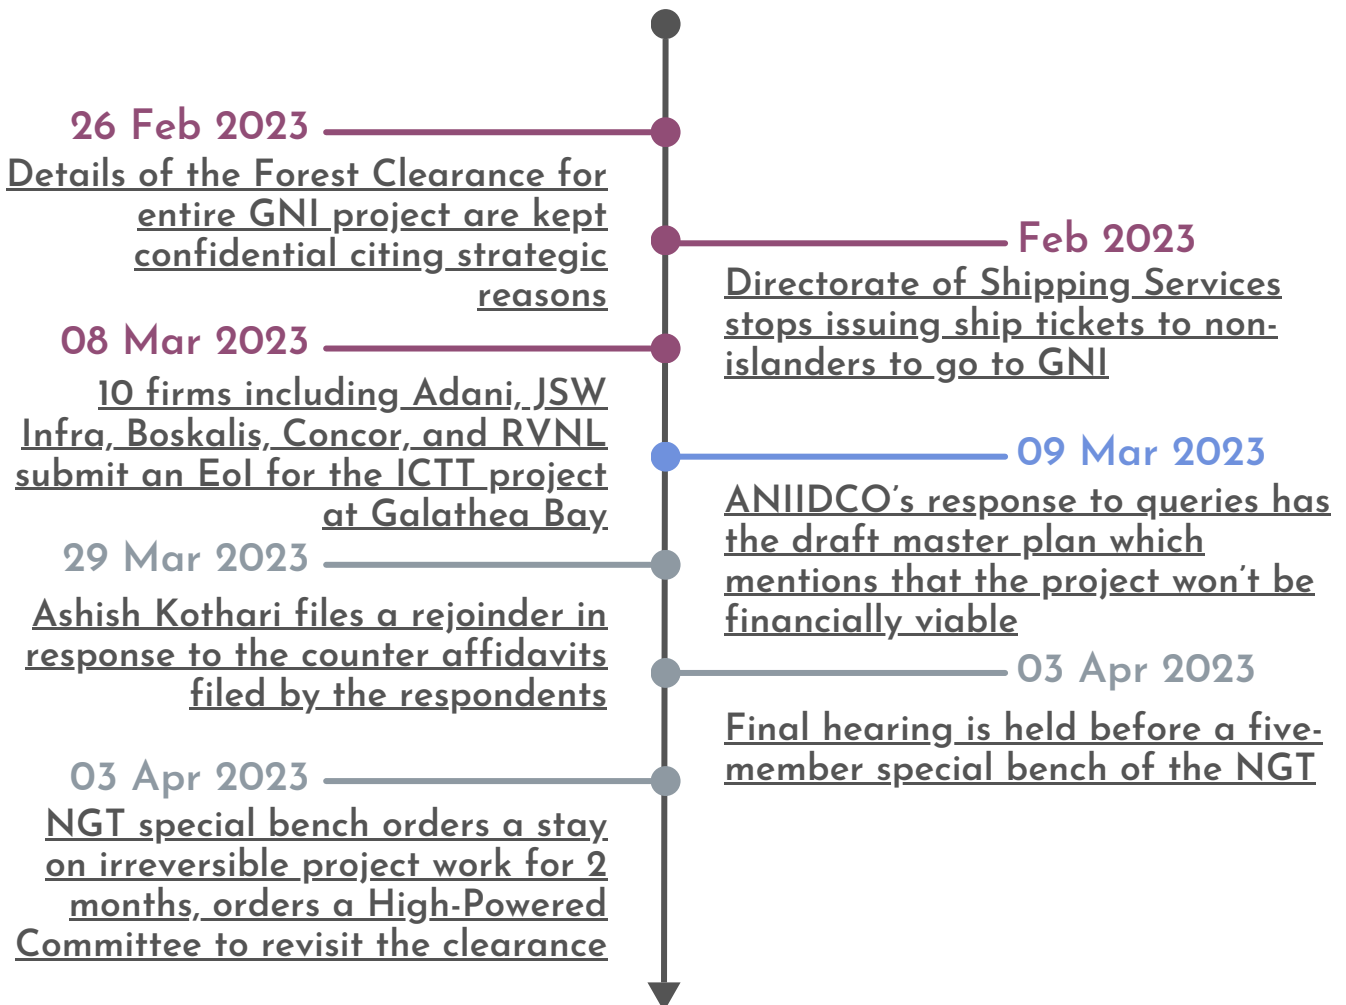 26 Feb 2023
Details of the Forest Clearance for
entire GNI project are kept
confidential citing strategic
reasons
Feb 2023
Directorate of Shipping Services
stops issuing ship tickets to non-
islanders to go to GNI
08 Mar 2023
10 firms including Adani, JSW
Infra, Boskalis, Concor, and RVNL
submit an EoI for the ICTT project
at Galathea Bay
09 Mar 2023
ANIIDCO's response to queries has
the draft master plan which
mentions that the project won't be
financially viable
29 Mar 2023
Ashish Kothari files a rejoinder in
response to the counter affidavits
filed by the respondents
03 Apr 2023
Final hearing is held before a five-
member special bench of the NGT
03 Apr 2023
NGT special bench orders a stay
on irreversible project work for 2
months, orders a High-Powered
Committee to revisit the clearance